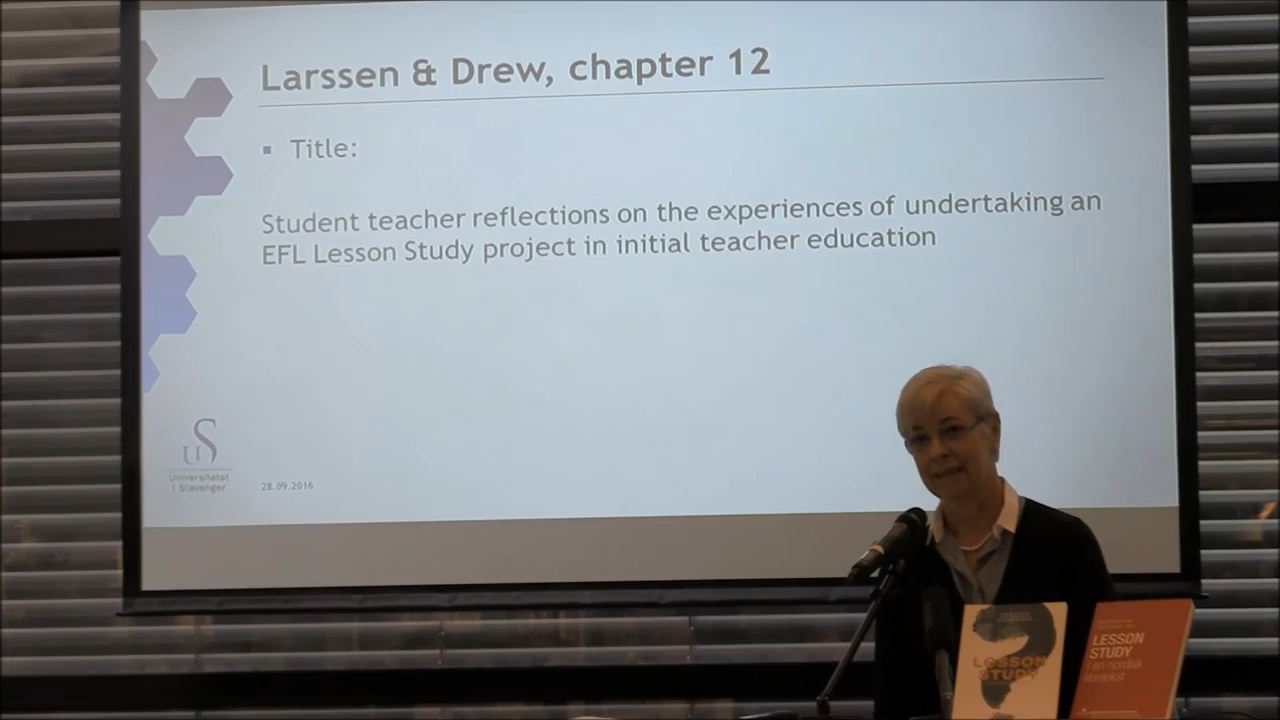 Larssen & Drew, chapter 12
Title:
Student teacher reflections on the experiences of undertaking an
EFL Lesson Study project in initial teacher education
uS
Universitetet
i Stavanger
28.09.2016
LESSON
STUDY
LESSON
STUDY
i en nordisk
kontekst